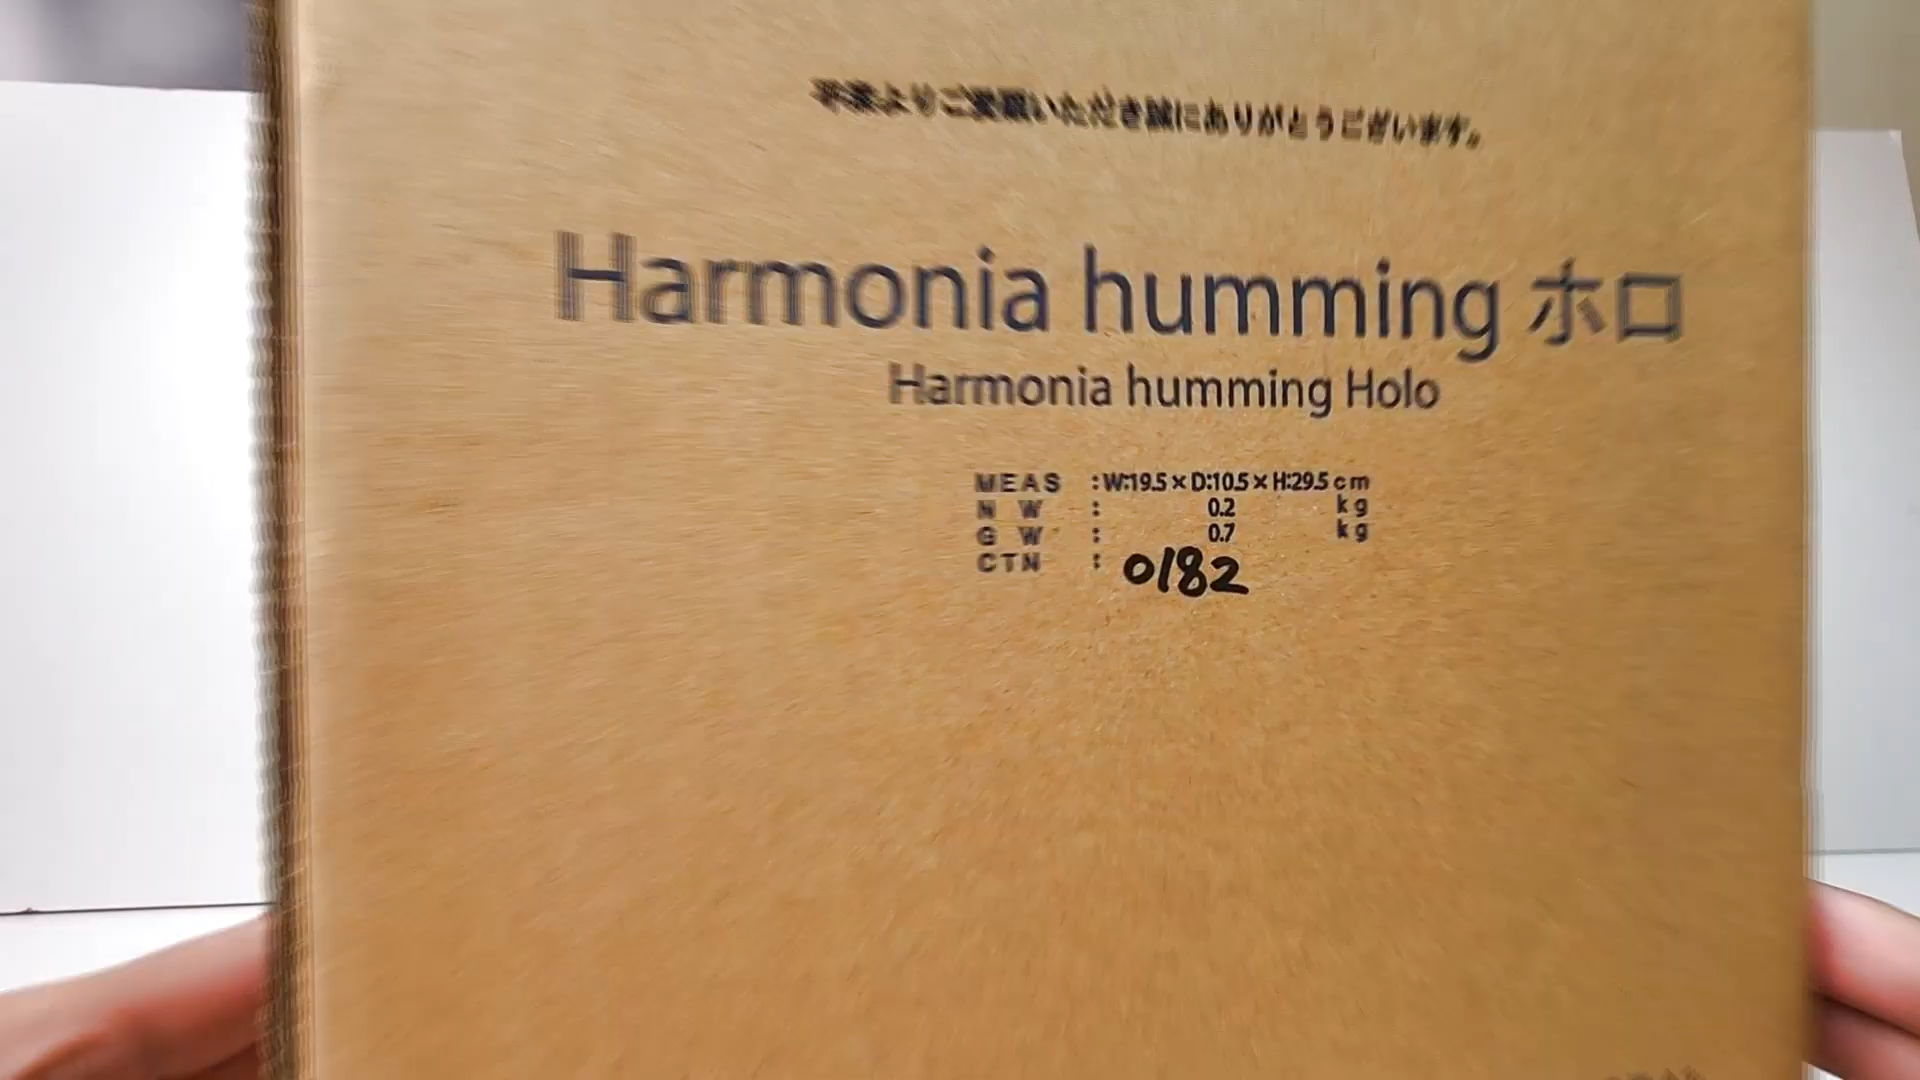 平素よりご愛顧いただき誠にありがとうございます。
Harmonia humming ホロ
Harmonia humming Holo
MEAS : W:19.5 × D:10.5 × H:29.5 cm
N W : 0.2 kg
G W : 0.7 kg
CTN : 0182